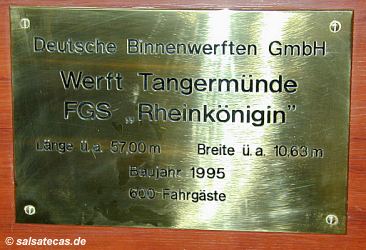 Deutsche Binnenwerften GmbH
Werft Tangermünde
FGS „Rheinkönigin"
Länge ü.a. 57,00 m Breite ü.a. 10,63 m
Baujahr 1995
600-Fahrgäste
© salsatecas.de